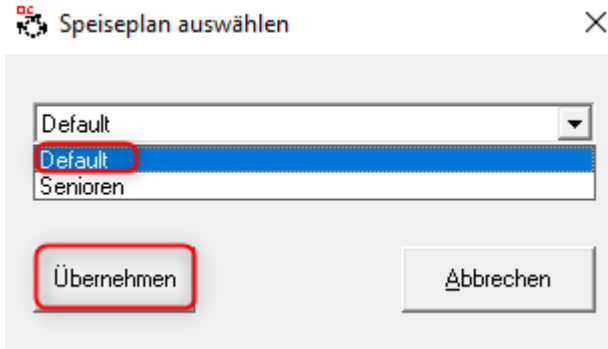 Speiseplan auswählen
Default
Default
Senioren
Übernehmen
Abbrechen